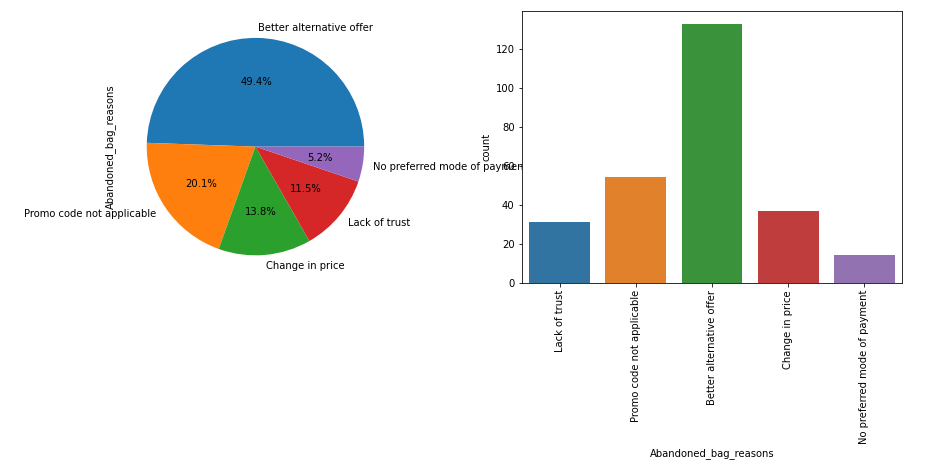 Better alternative offer
49.4%
Abandoned_bag_reasons
5.2%
No preferred mode of paymen
20.1%
11.5%
Promo code not applicable
13.8%
Lack of trust
Change in price
120
100
80
60
40
20
0
count
Lack of trust
Promo code not applicable
Better alternative offer
Change in price
No preferred mode of payment
Abandoned_bag_reasons